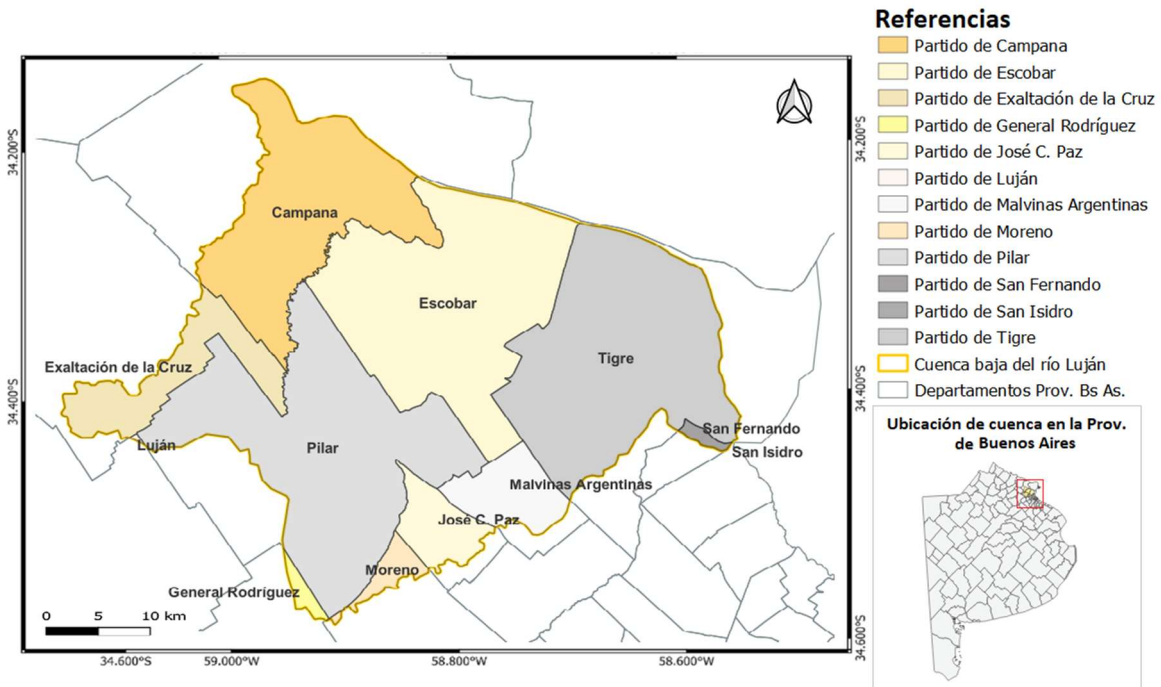 Referencias
Partido de Campana
Partido de Escobar
Partido de Exaltación de la Cruz
Partido de General Rodríguez
Partido de José C. Paz
Partido de Luján
Partido de Malvinas Argentinas
Partido de Moreno
Partido de Pilar
Partido de San Fernando
Partido de San Isidro
Partido de Tigre
Cuenca baja del río Luján
Departamentos Prov. Bs As.
Ubicación de cuenca en la Prov.
de Buenos Aires
34.200°S
34.200°S
Campana
Escobar
Tigre
Exaltación de la Cruz
34.400°S
34.400°S
San Fernando
Luján
Pilar
San Isidro
Malvinas Argentinas
José C. Paz
Moreno
General Rodríguez
0 5 10 km
34.600°S
34.600°S
59.000°W
58.800°W
58.600°W